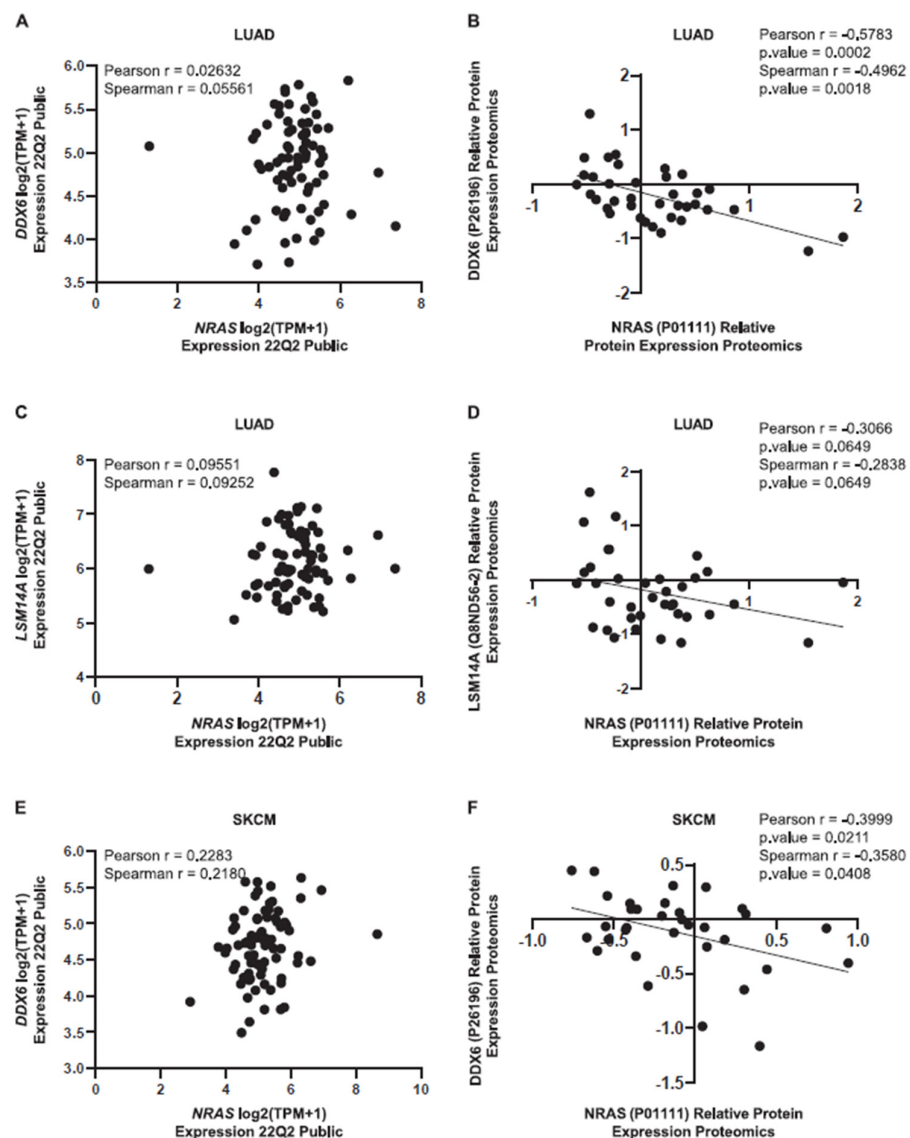 A
LUAD
Pearson r = 0.02632
Spearman r = 0.05561
6.0
5.5
5.0
4.5
4.0
3.5
0
2
4
6
8
DDX6 log2(TPM+1)
Expression 22Q2 Public
NRAS log2(TPM+1)
Expression 22Q2 Public
B
LUAD
Pearson r = -0.5783
p.value = 0.0002
Spearman r = -0.4962
p.value = 0.0018
2
1
0
-1
-2
-1
1
2
DDX6 (P26196) Relative Protein
Expression Proteomics
NRAS (P01111) Relative
Protein Expression Proteomics
C
LUAD
Pearson r = 0.09551
Spearman r = 0.09252
8
7
6
5
4
0
2
4
6
8
LSM14A log2(TPM+1)
Expression 22Q2 Public
NRAS log2(TPM+1)
Expression 22Q2 Public
D
LUAD
Pearson r = -0.3066
p.value = 0.0649
Spearman r = -0.2838
p.value = 0.0649
2
1
0
-1
-2
-1
1
2
LSM14A (Q8ND56-2) Relative Protein
Expression Proteomics
NRAS (P01111) Relative Protein
Expression Proteomics
E
SKCM
Pearson r = 0.2283
Spearman r = 0.2180
6.0
5.5
5.0
4.5
4.0
3.5
3.0
0
2
4
6
8
10
DDX6 log2(TPM+1)
Expression 22Q2 Public
NRAS log2(TPM+1)
Expression 22Q2 Public
F
SKCM
Pearson r = -0.3999
p.value = 0.0211
Spearman r = -0.3580
p.value = 0.0408
0.5
0.0
-0.5
-1.0
-1.5
-1.0
-0.5
0.5
1.0
DDX6 (P26196) Relative Protein
Expression Proteomics
NRAS (P01111) Relative Protein
Expression Proteomics